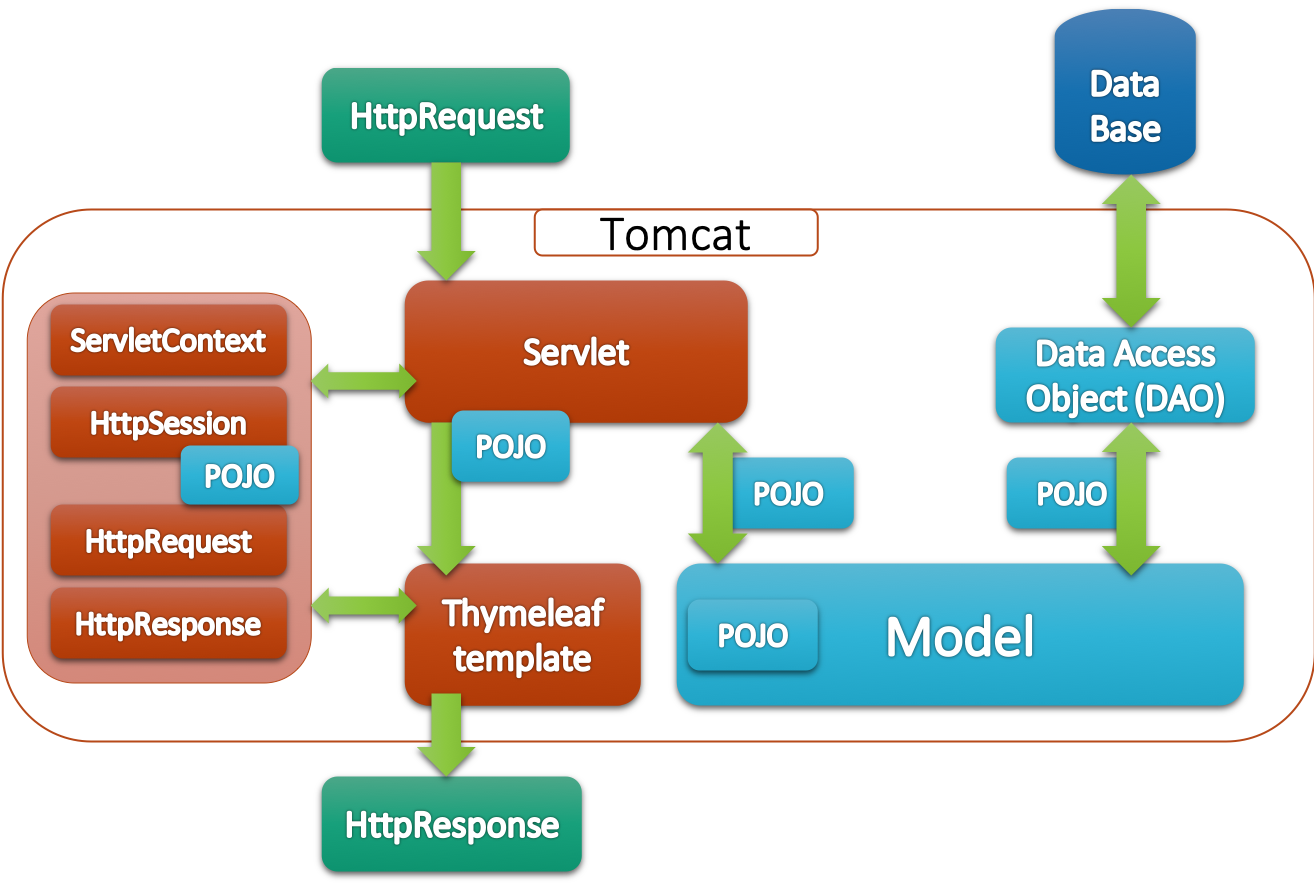 HttpRequest
Data
Base
Tomcat
ServletContext
HttpSession
POJO
HttpRequest
HttpResponse
Servlet
POJO
POJO
Data Access
Object (DAO)
POJO
Thymeleaf
template
POJO
Model
HttpResponse